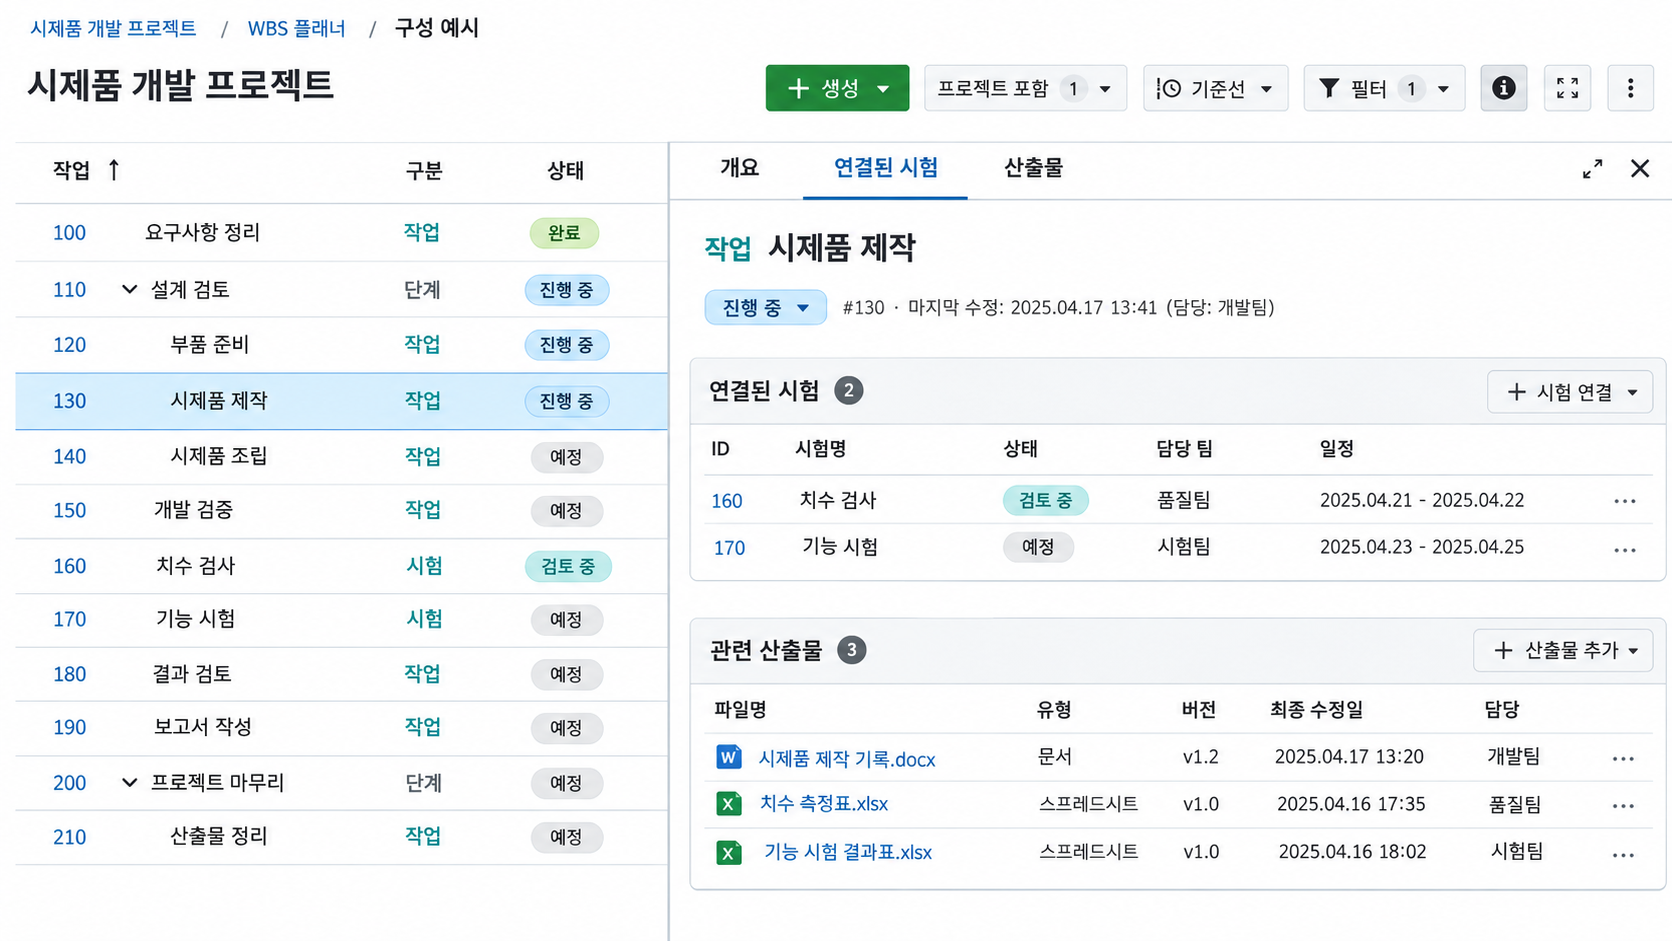 시제품 개발 프로젝트 / WBS 플래너 / 구성 예시
시제품 개발 프로젝트
+ 생성
프로젝트 포함 1
기준선
필터 1
작업 ↑ 구분 상태
100 요구사항 정리 작업 완료
110 설계 검토 단계 진행 중
120 부품 준비 작업 진행 중
130 시제품 제작 작업 진행 중
140 시제품 조립 작업 예정
150 개발 검증 작업 예정
160 치수 검사 시험 검토 중
170 기능 시험 시험 예정
180 결과 검토 작업 예정
190 보고서 작성 작업 예정
200 프로젝트 마무리 단계 예정
210 산출물 정리 작업 예정
개요 연결된 시험 산출물
작업 시제품 제작
진행 중 #130 · 마지막 수정: 2025.04.17 13:41 (담당: 개발팀)
연결된 시험 2
+ 시험 연결
ID 시험명 상태 담당 팀 일정
160 치수 검사 검토 중 품질팀 2025.04.21 - 2025.04.22 ...
170 기능 시험 예정 시험팀 2025.04.23 - 2025.04.25 ...
관련 산출물 3
+ 산출물 추가
파일명 유형 버전 최종 수정일 담당
W 시제품 제작 기록.docx 문서 v1.2 2025.04.17 13:20 개발팀 ...
X 치수 측정표.xlsx 스프레드시트 v1.0 2025.04.16 17:35 품질팀 ...
X 기능 시험 결과표.xlsx 스프레드시트 v1.0 2025.04.16 18:02 시험팀 ...